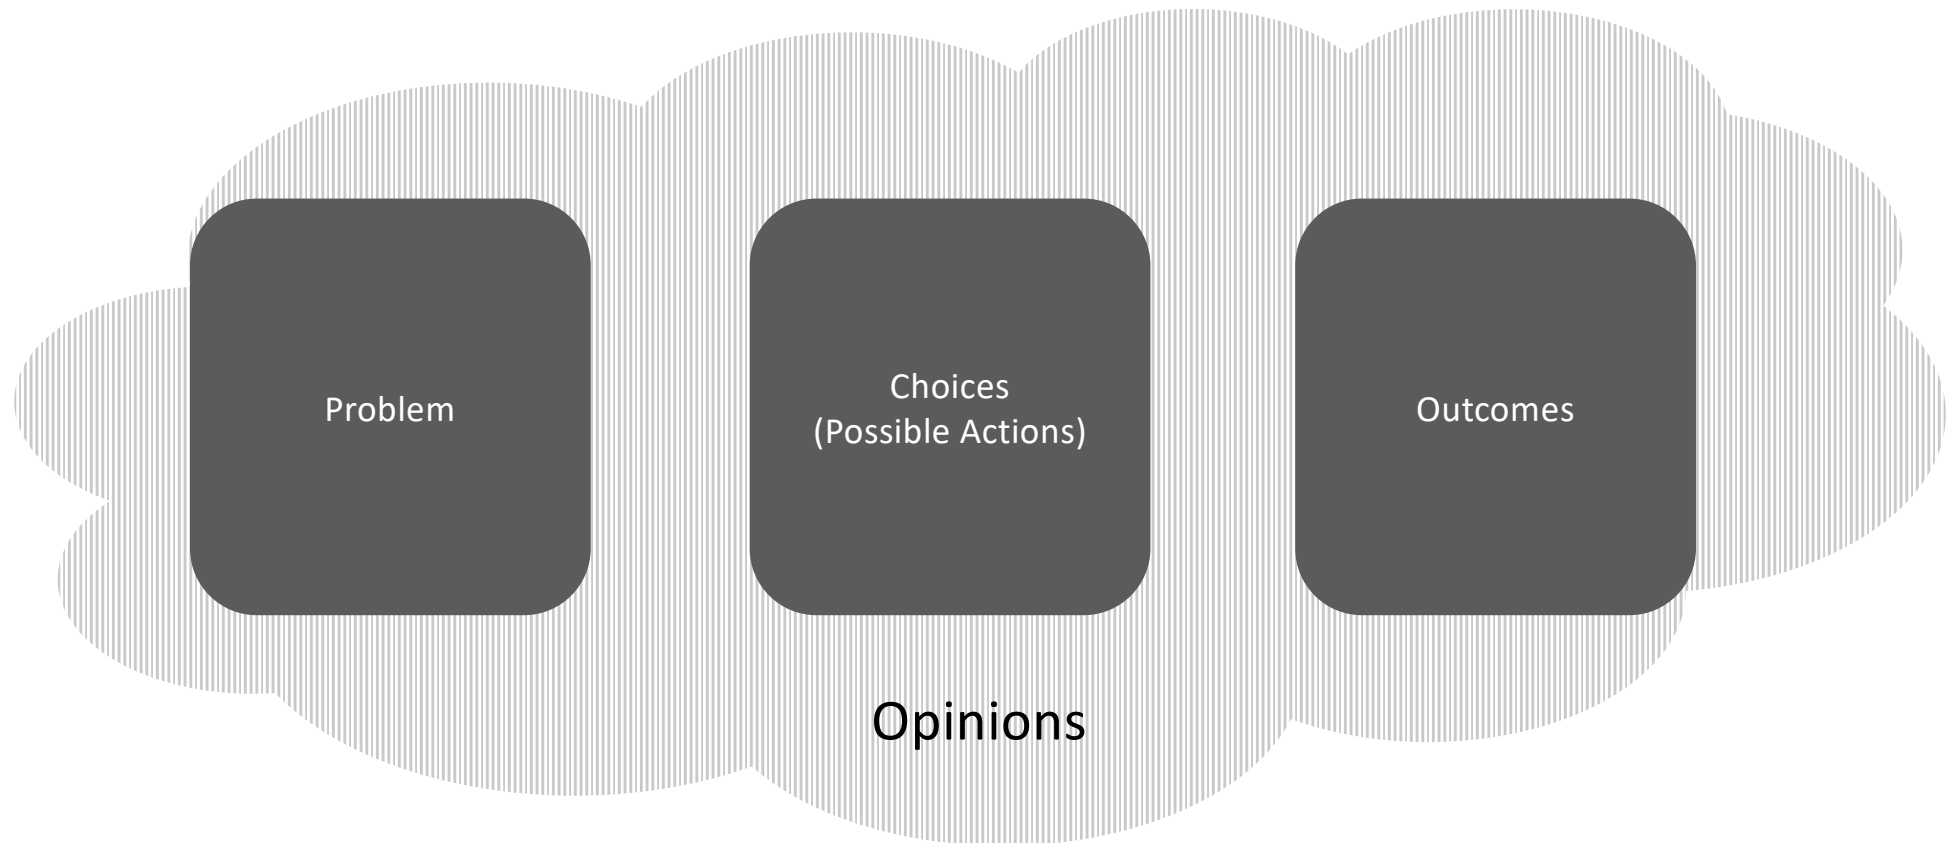 Problem
Choices
(Possible Actions)
Outcomes
Opinions